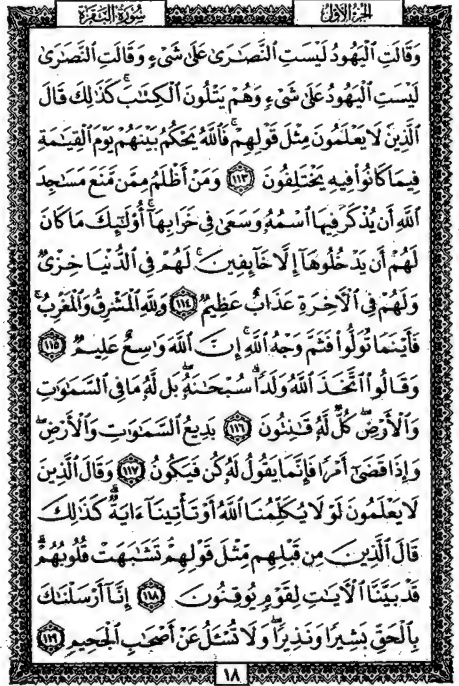 الجزء الأول
سورة البقرة
وَقَالَتِ ٱلْيَهُودُ لَيْسَتِ ٱلنَّصَٰرَىٰ عَلَىٰ شَىْءٍ وَقَالَتِ ٱلنَّصَٰرَىٰ
لَيْسَتِ ٱلْيَهُودُ عَلَىٰ شَىْءٍ وَهُمْ يَتْلُونَ ٱلْكِتَٰبَ ۗ كَذَٰلِكَ قَالَ
ٱلَّذِينَ لَا يَعْلَمُونَ مِثْلَ قَوْلِهِمْ ۚ فَٱللَّهُ يَحْكُمُ بَيْنَهُمْ يَوْمَ ٱلْقِيَٰمَةِ
فِيمَا كَانُوا۟ فِيهِ يَخْتَلِفُونَ ١١٣ وَمَنْ أَظْلَمُ مِمَّن مَّنَعَ مَسَٰجِدَ
ٱللَّهِ أَن يُذْكَرَ فِيهَا ٱسْمُهُۥ وَسَعَىٰ فِى خَرَابِهَآ ۚ أُو۟لَٰٓئِكَ مَا كَانَ
لَهُمْ أَن يَدْخُلُوهَآ إِلَّا خَآئِفِينَ ۚ لَهُمْ فِى ٱلدُّنْيَا خِزْىٌ
وَلَهُمْ فِى ٱلْءَاخِرَةِ عَذَابٌ عَظِيمٌ ١١٤ وَلِلَّهِ ٱلْمَشْرِقُ وَٱلْمَغْرِبُ ۚ
فَأَيْنَمَا تُوَلُّوا۟ فَثَمَّ وَجْهُ ٱللَّهِ ۚ إِنَّ ٱللَّهَ وَٰسِعٌ عَلِيمٌ ١١٥
وَقَالُوا۟ ٱتَّخَذَ ٱللَّهُ وَلَدًا ۗ سُبْحَٰنَهُۥ ۖ بَل لَّهُۥ مَا فِى ٱلسَّمَٰوَٰتِ
وَٱلْأَرْضِ ۖ كُلٌّ لَّهُۥ قَٰنِتُونَ ١١٦ بَدِيعُ ٱلسَّمَٰوَٰتِ وَٱلْأَرْضِ ۖ
وَإِذَا قَضَىٰٓ أَمْرًا فَإِنَّمَا يَقُولُ لَهُۥ كُن فَيَكُونُ ١١٧ وَقَالَ ٱلَّذِينَ
لَا يَعْلَمُونَ لَوْلَا يُكَلِّمُنَا ٱللَّهُ أَوْ تَأْتِينَآ ءَايَةٌ ۗ كَذَٰلِكَ
قَالَ ٱلَّذِينَ مِن قَبْلِهِم مِّثْلَ قَوْلِهِمْ ۘ تَشَٰبَهَتْ قُلُوبُهُمْ ۗ
قَدْ بَيَّنَّا ٱلْءَايَٰتِ لِقَوْمٍ يُوقِنُونَ ١١٨ إِنَّآ أَرْسَلْنَٰكَ
بِٱلْحَقِّ بَشِيرًا وَنَذِيرًا ۖ وَلَا تُسْـَٔلُ عَنْ أَصْحَٰبِ ٱلْجَحِيمِ ١١٩
١٨